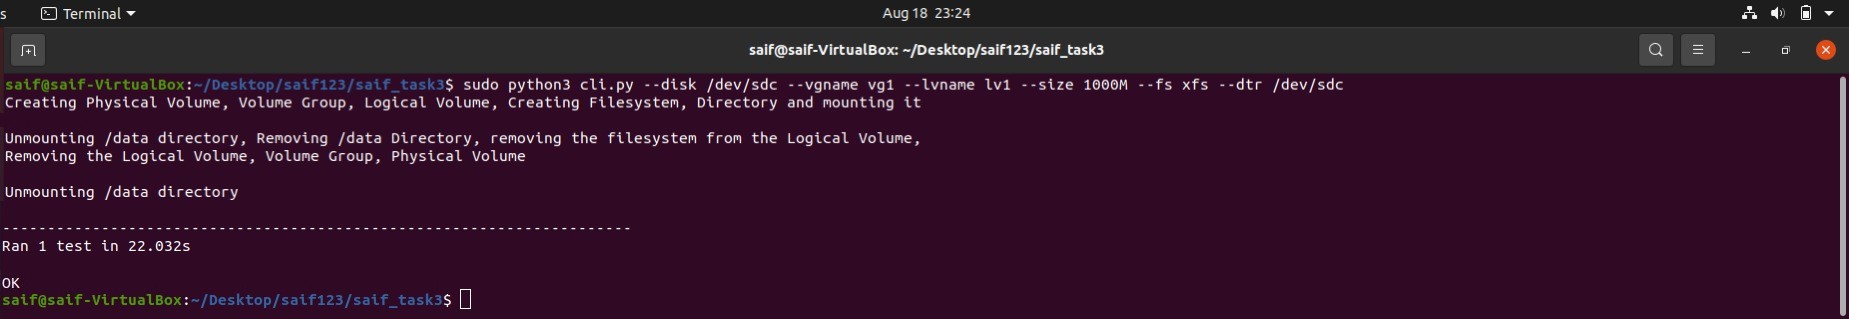 s Terminal Aug 18 23:24
saif@saif-VirtualBox: ~/Desktop/saif123/saif_task3
saif@saif-VirtualBox:~/Desktop/saif123/saif_task3$ sudo python3 cli.py --disk /dev/sdc --vgname vg1 --lvname lv1 --size 1000M --fs xfs --dtr /dev/sdc
Creating Physical Volume, Volume Group, Logical Volume, Creating Filesystem, Directory and mounting it
Unmounting /data directory, Removing /data Directory, removing the filesystem from the Logical Volume,
Removing the Logical Volume, Volume Group, Physical Volume
Unmounting /data directory
----------------------------------------------------------------------
Ran 1 test in 22.032s
OK
saif@saif-VirtualBox:~/Desktop/saif123/saif_task3$